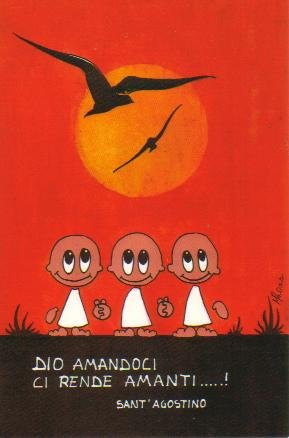 DIO AMANDOCI
CI RENDE AMANTI.....!
SANT'AGOSTINO